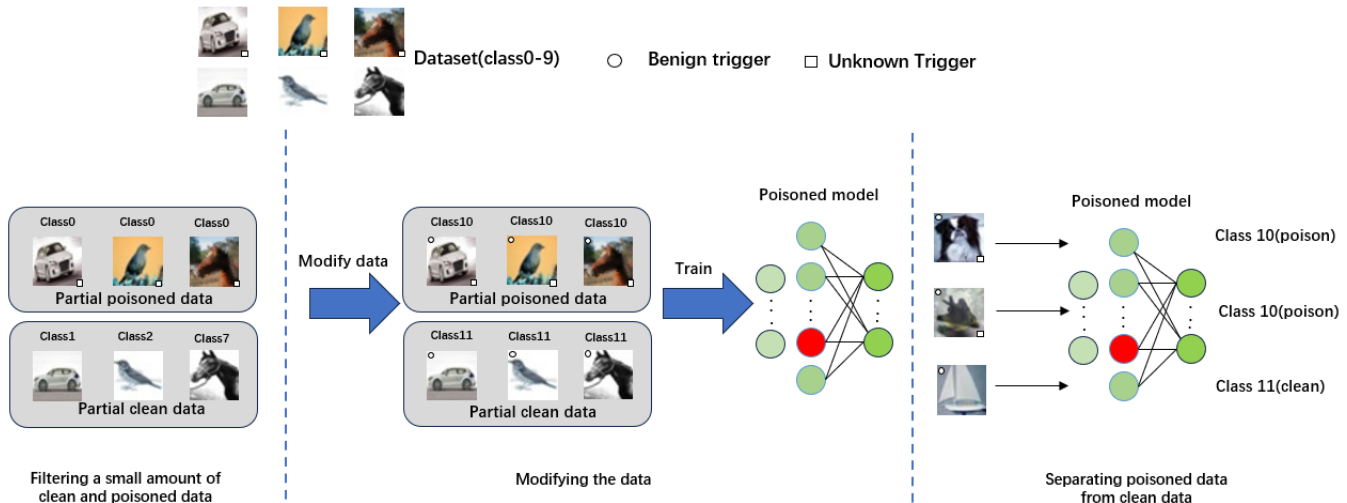 Dataset(class0-9)
Benign trigger
Unknown Trigger
Class0
Class0
Class0
Partial poisoned data
Class1
Class2
Class7
Partial clean data
Filtering a small amount of
clean and poisoned data
Modify data
Class10
Class10
Class10
Partial poisoned data
Class11
Class11
Class11
Partial clean data
Train
Poisoned model
Modifying the data
Poisoned model
Class 10(poison)
Class 10(poison)
Class 11(clean)
Separating poisoned data
from clean data